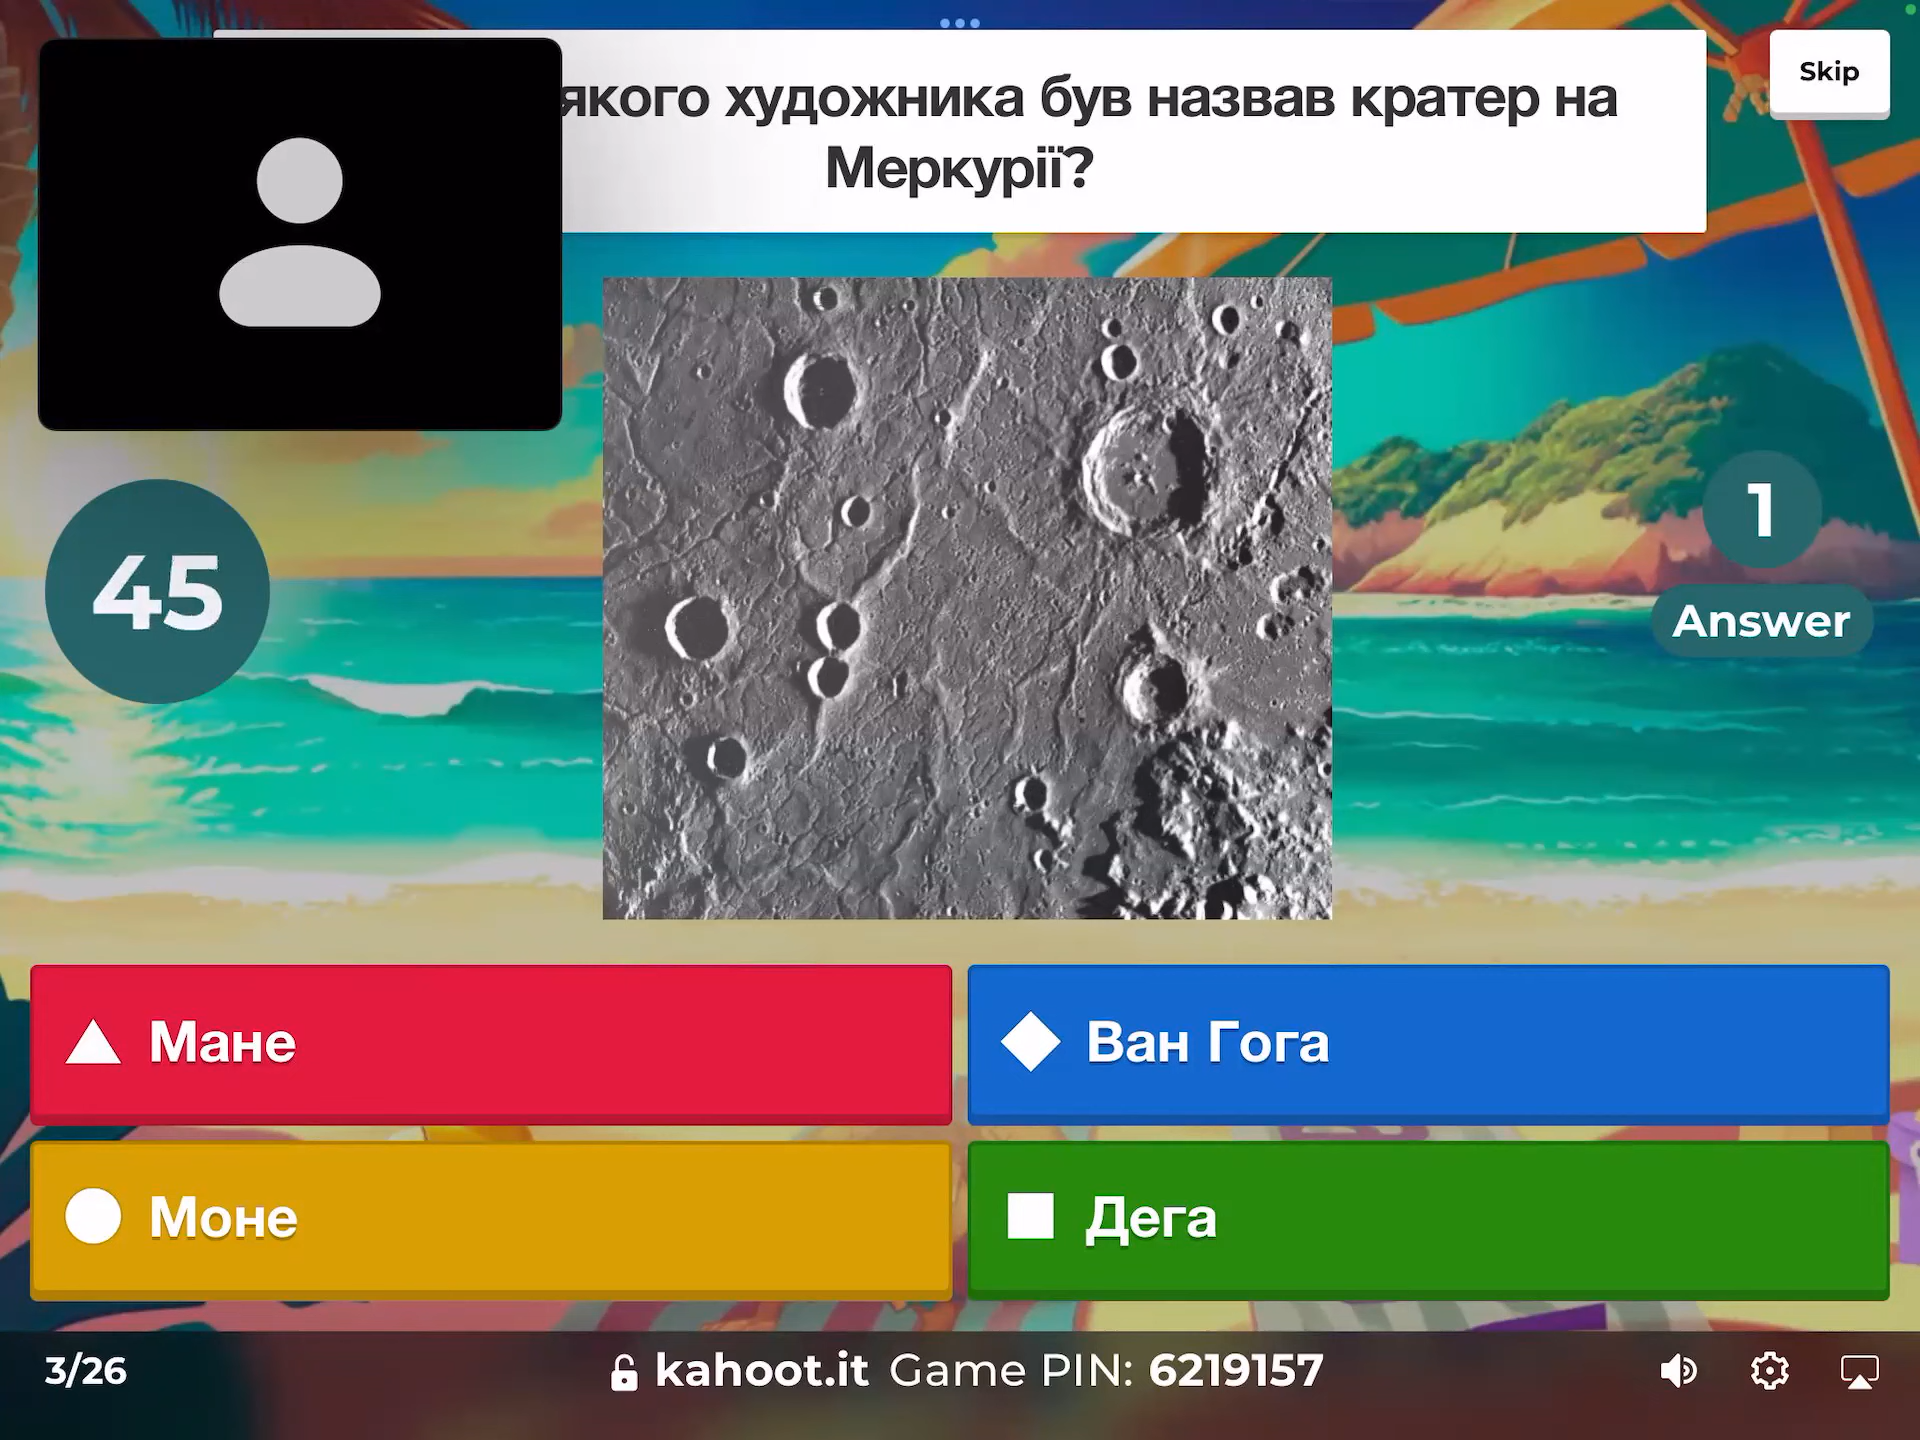 якого художника був назвав кратер на
Меркурії?
Skip
45
1
Answer
Мане
Ван Гога
Моне
Дега
3/26
kahoot.it Game PIN: 6219157